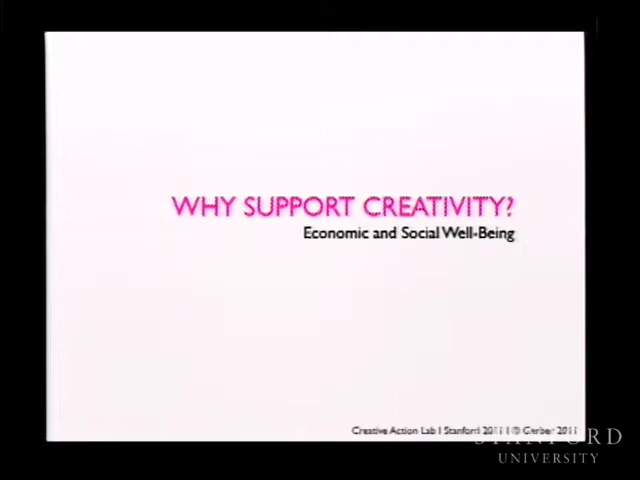 WHY SUPPORT CREATIVITY?
Economic and Social Well-Being
Creative Action Lab | Stanford 2011 | © Gerber 2011
STANFORD
UNIVERSITY